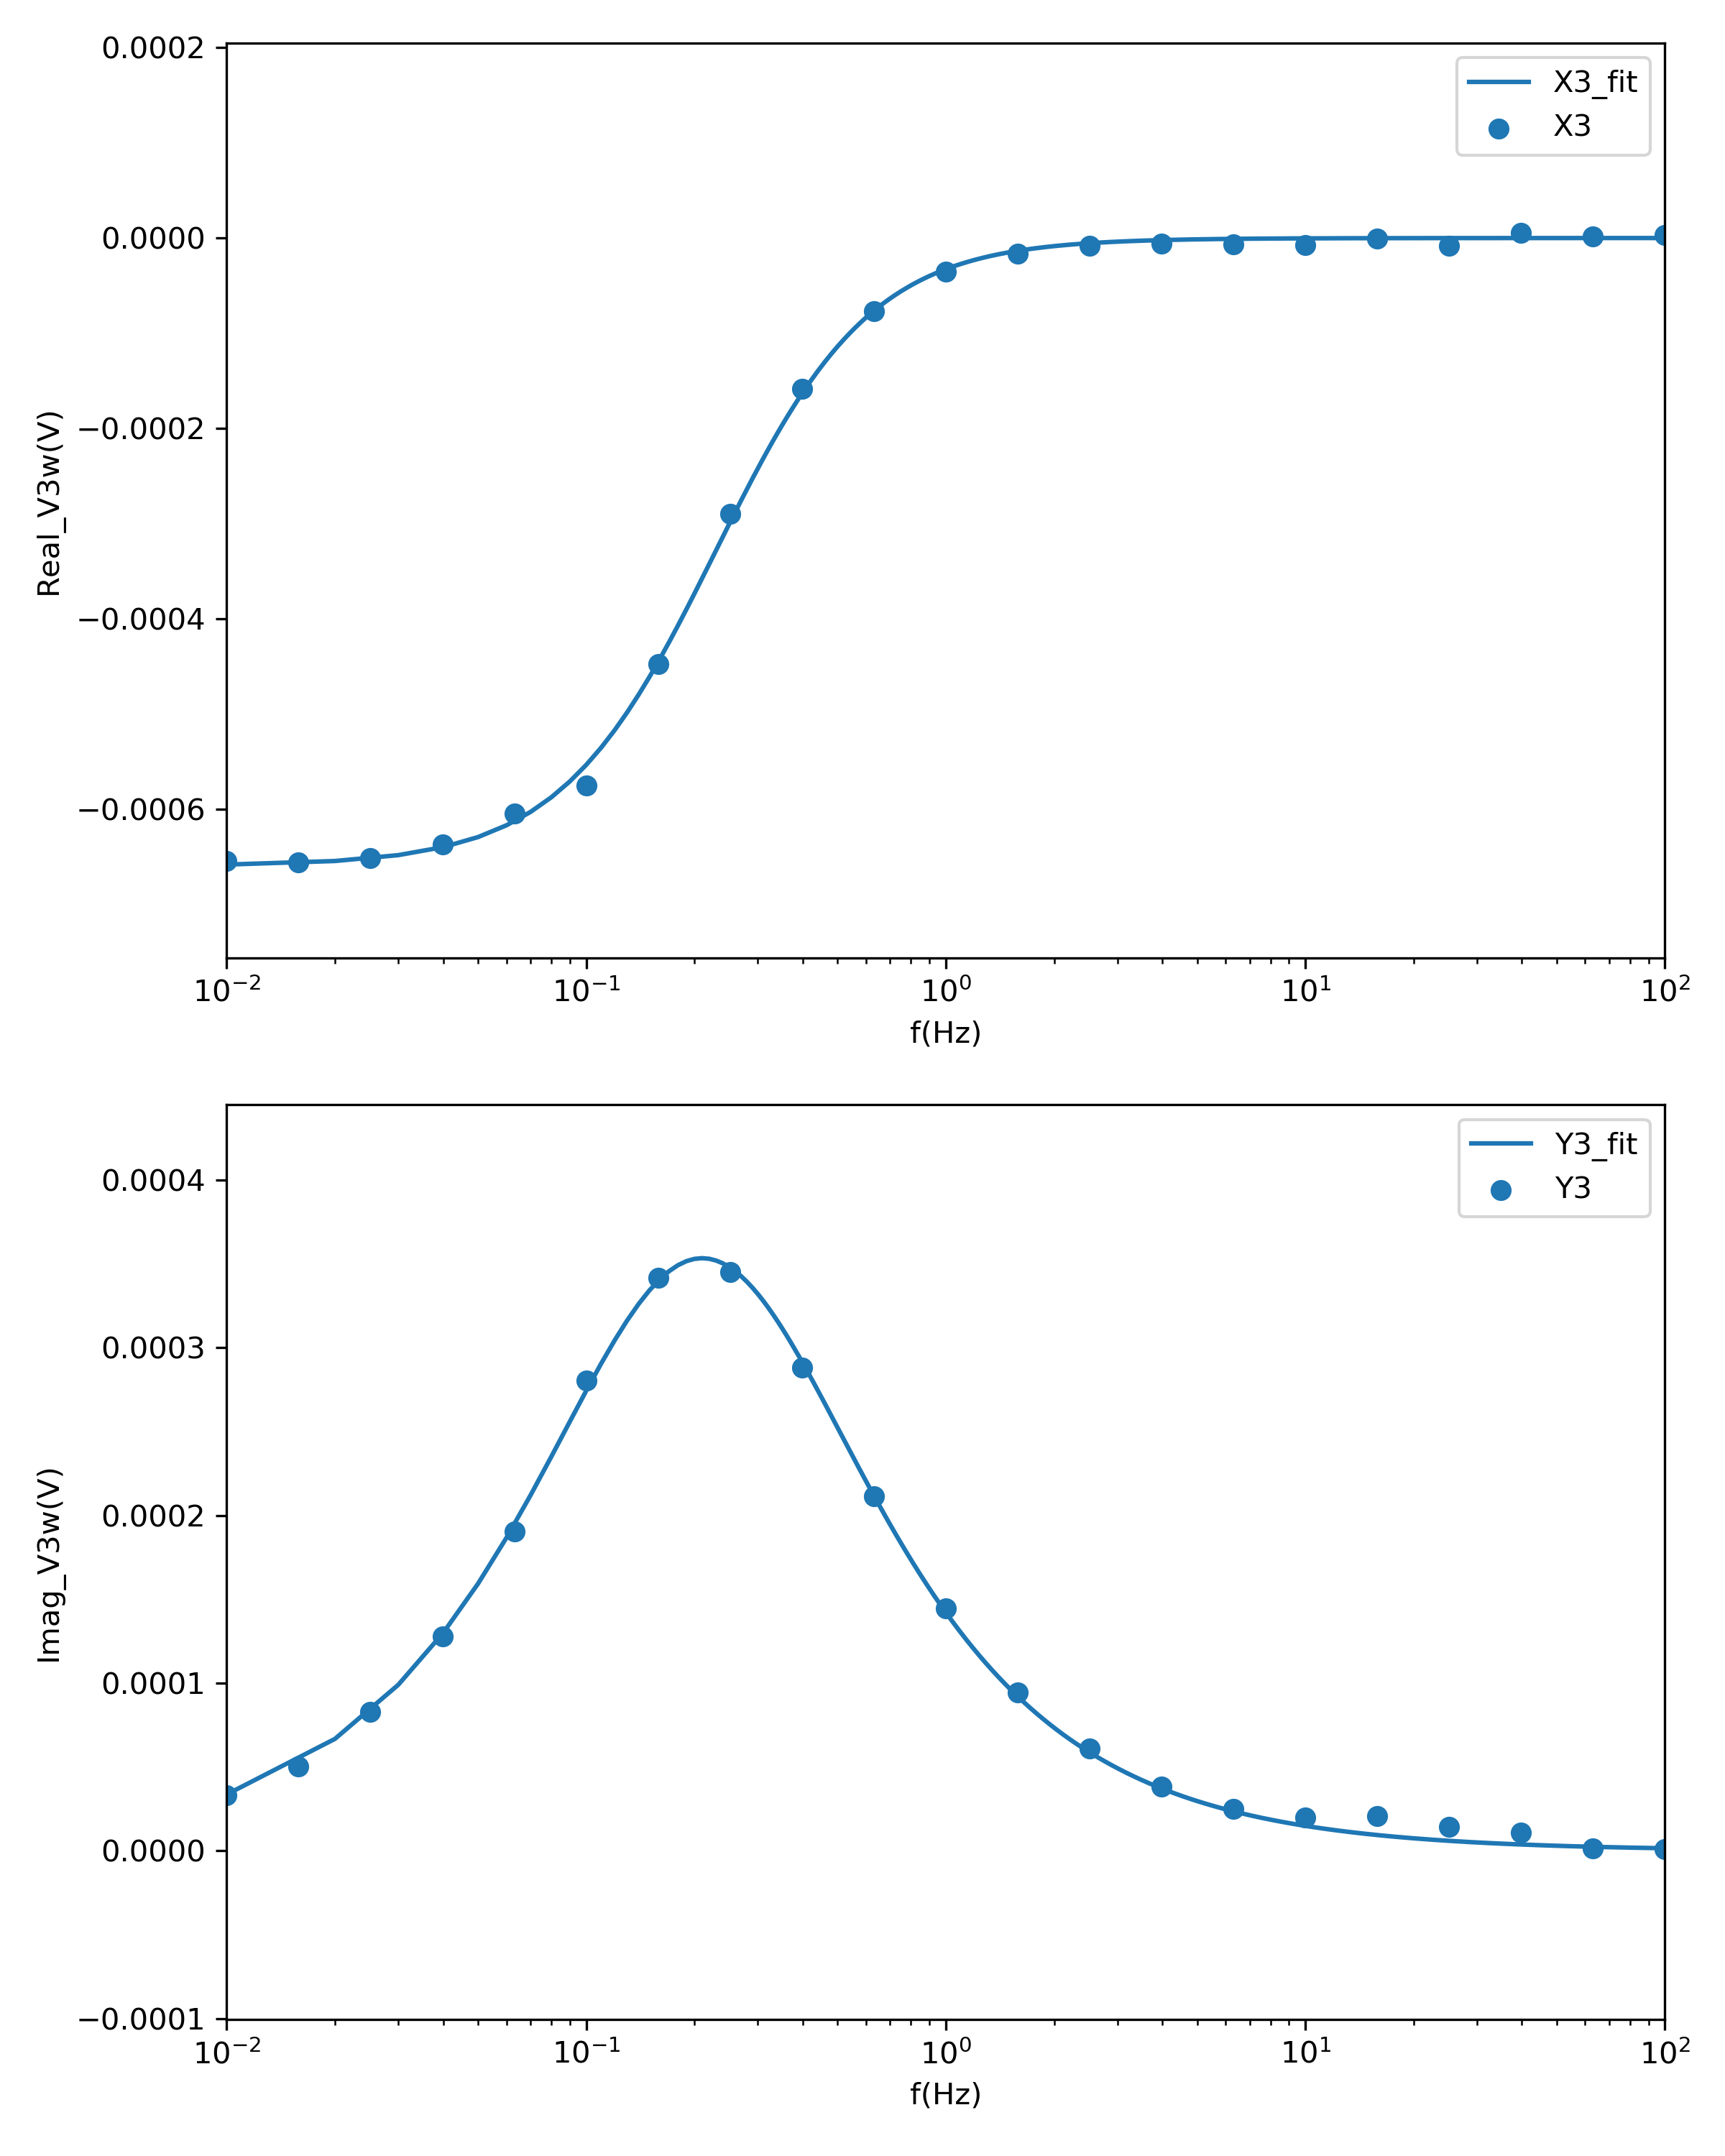 0.0002
0.0000
−0.0002
−0.0004
−0.0006
Real_V3w(V)
X3_fit
X3
10⁻² 10⁻¹ 10⁰ 10¹ 10²
f(Hz)
0.0004
0.0003
0.0002
0.0001
0.0000
−0.0001
Imag_V3w(V)
Y3_fit
Y3
10⁻² 10⁻¹ 10⁰ 10¹ 10²
f(Hz)